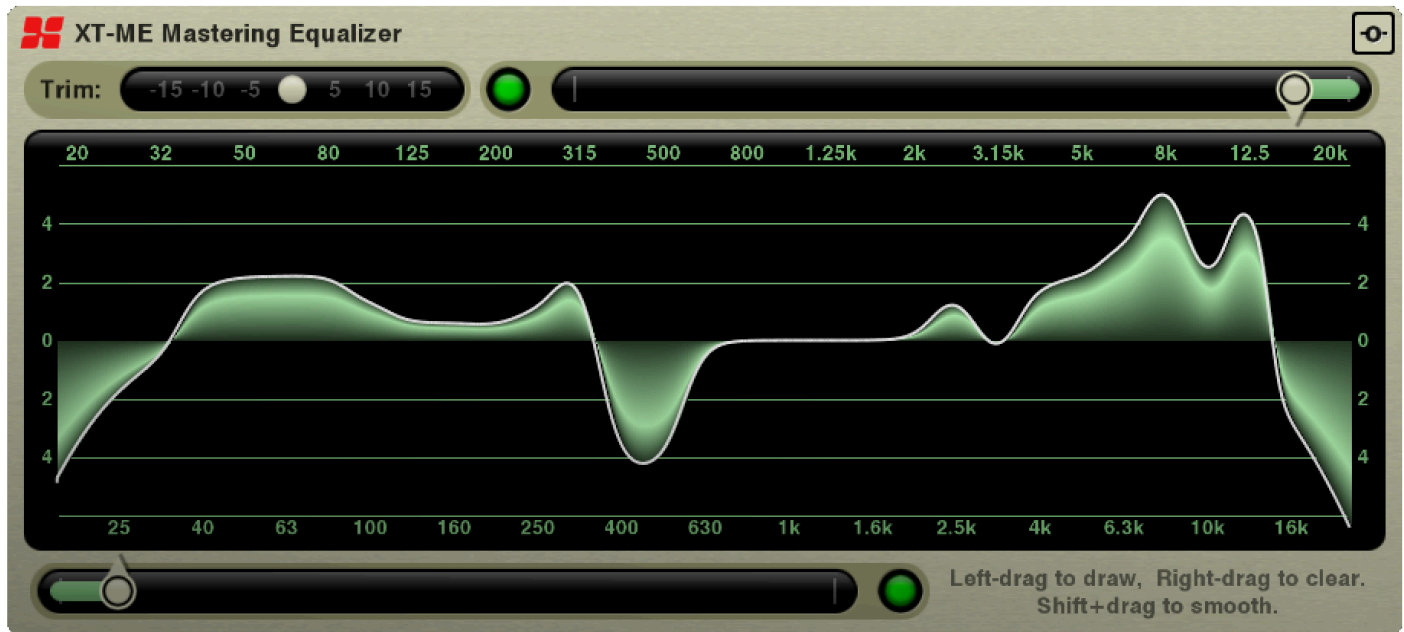 XT-ME Mastering Equalizer
-O-
Trim: -15 -10 -5 5 10 15
20 32 50 80 125 200 315 500 800 1.25k 2k 3.15k 5k 8k 12.5 20k
4 4
2 2
0 0
2 2
4 4
25 40 63 100 160 250 400 630 1k 1.6k 2.5k 4k 6.3k 10k 16k
Left-drag to draw, Right-drag to clear.
Shift+drag to smooth.